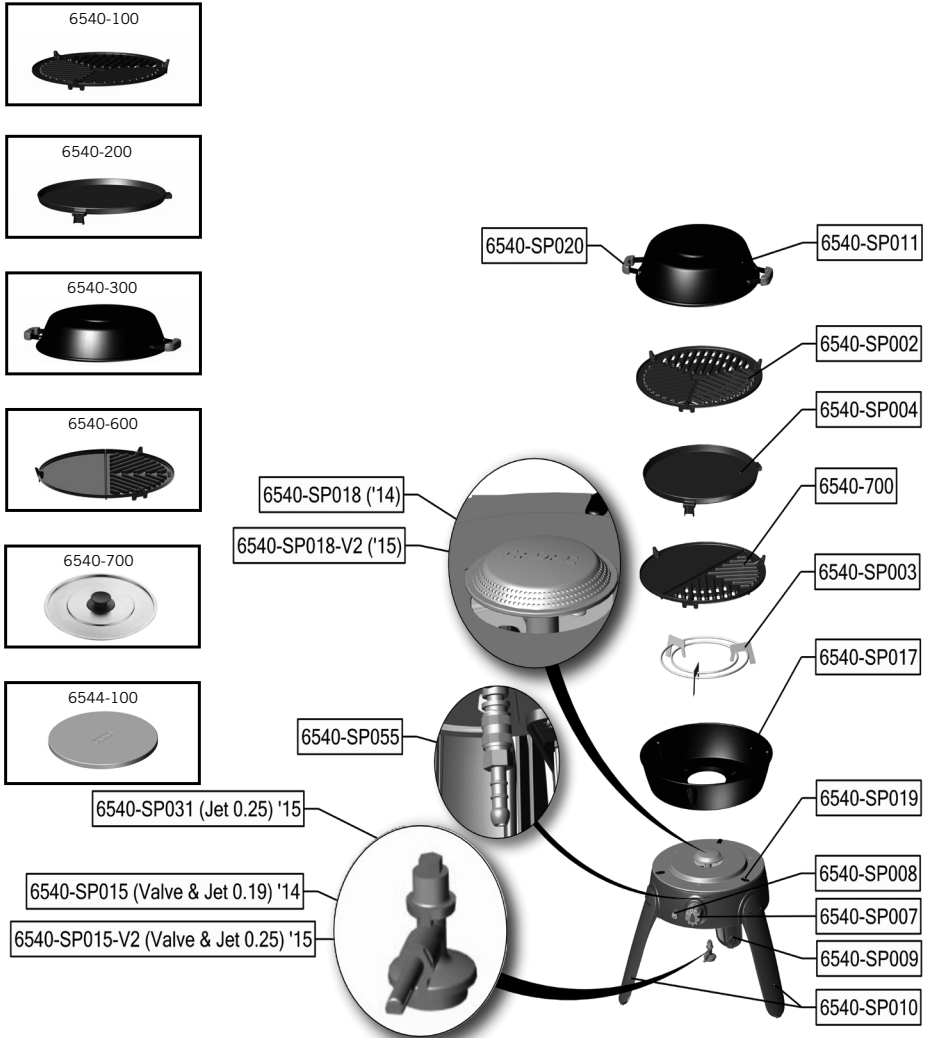 6540-100
6540-200
6540-300
6540-600
6540-700
6544-100
6540-SP020
6540-SP011
6540-SP002
6540-SP004
6540-SP018 ('14)
6540-SP018-V2 ('15)
6540-700
6540-SP003
6540-SP017
6540-SP055
6540-SP031 (Jet 0.25) '15
6540-SP019
6540-SP015 (Valve & Jet 0.19) '14
6540-SP008
6540-SP015-V2 (Valve & Jet 0.25) '15
6540-SP007
6540-SP009
6540-SP010